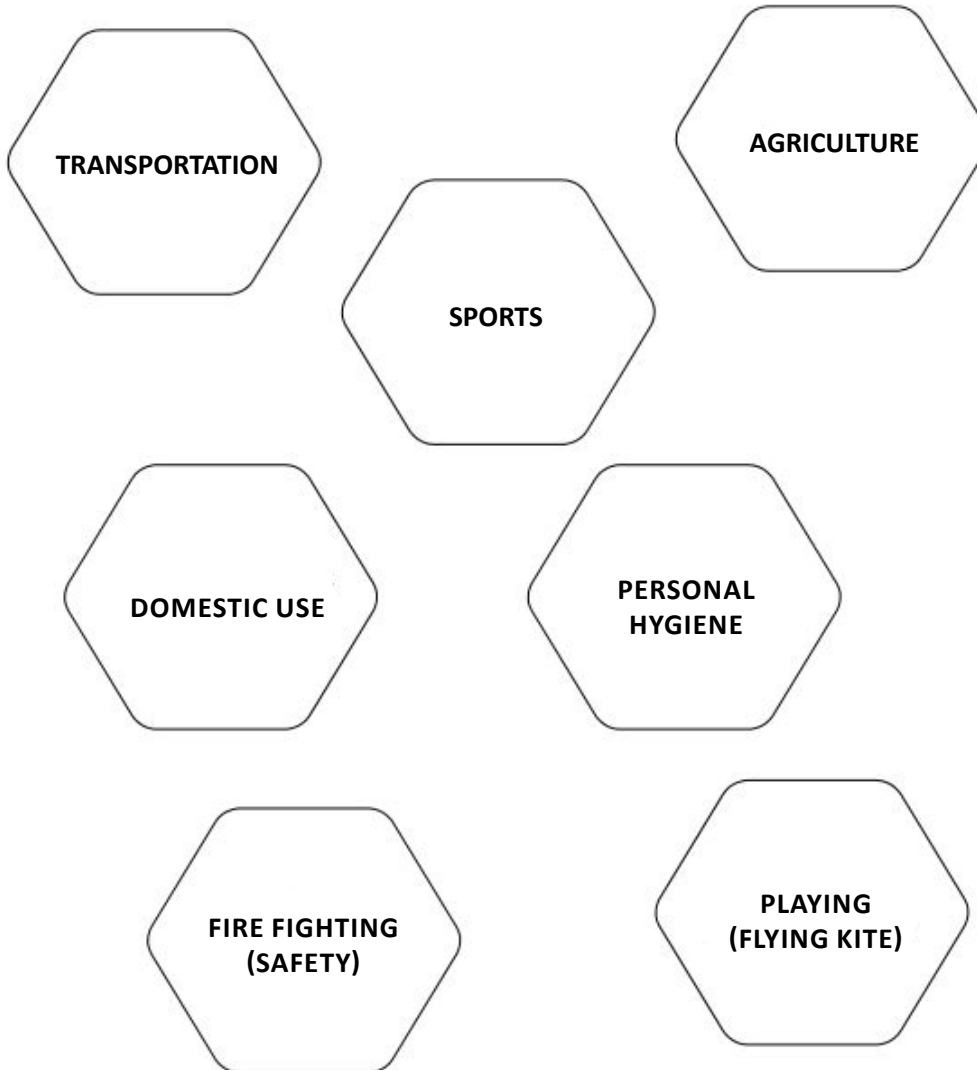 TRANSPORTATION
AGRICULTURE
SPORTS
DOMESTIC USE
PERSONAL
HYGIENE
FIRE FIGHTING
(SAFETY)
PLAYING
(FLYING KITE)